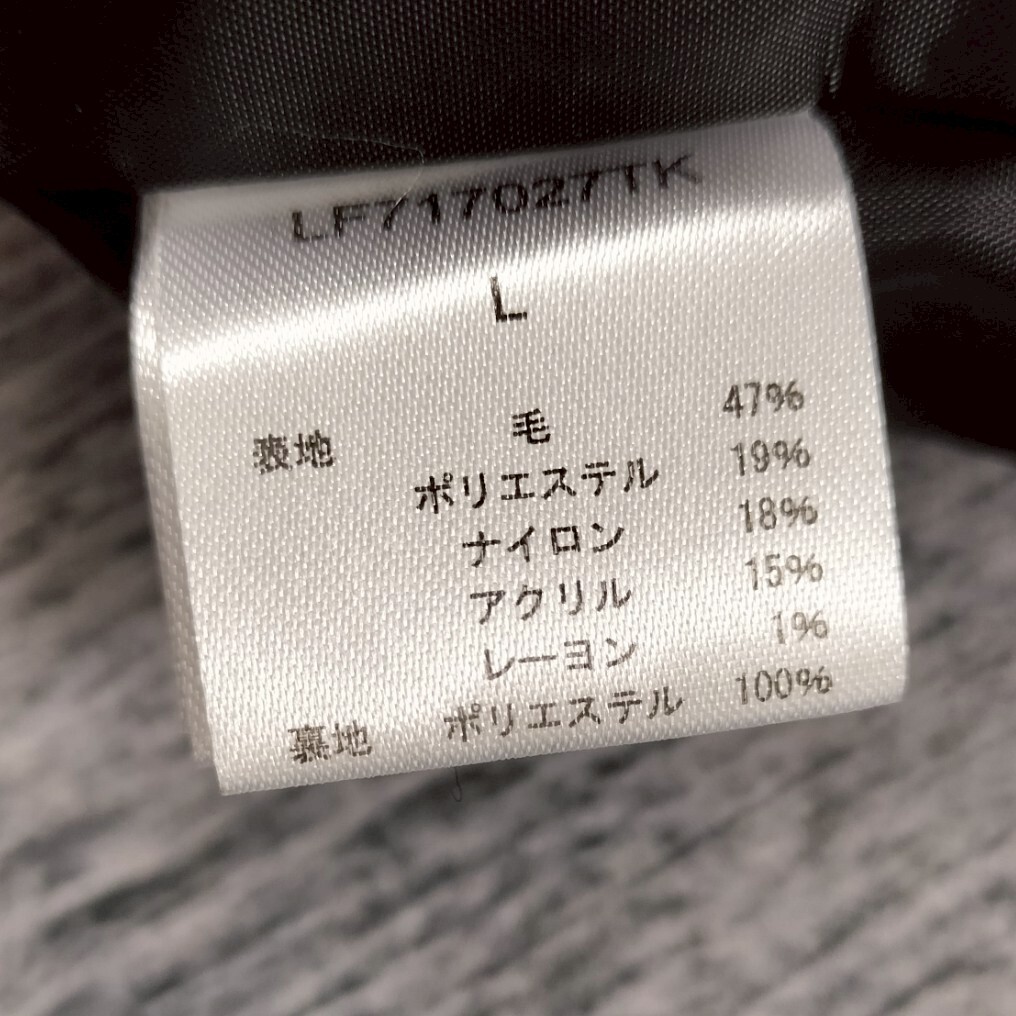 LF717027TK
L
表地 毛 47%
ポリエステル 19%
ナイロン 18%
アクリル 15%
レーヨン 1%
裏地 ポリエステル 100%